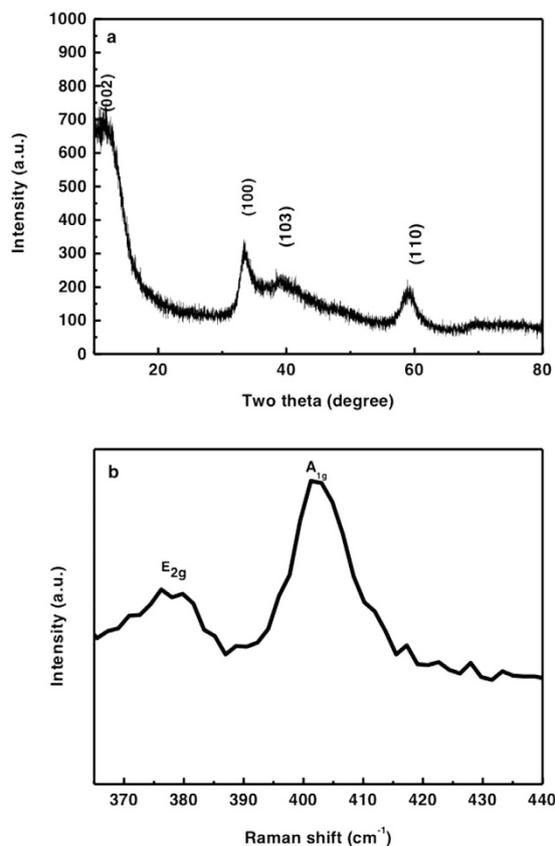 a
1000
900
800
700
600
500
400
300
200
100
0
Intensity (a.u.)
(002)
(100)
(103)
(110)
20 40 60 80
Two theta (degree)
b
A1g
E2g
Intensity (a.u.)
370 380 390 400 410 420 430 440
Raman shift (cm-1)